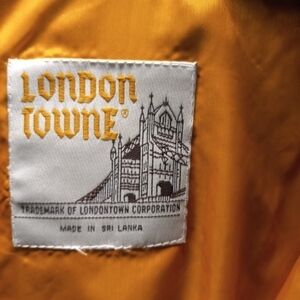 LONDON
TOWNE®
TRADEMARK OF LONDONTOWN CORPORATION
MADE IN SRI LANKA